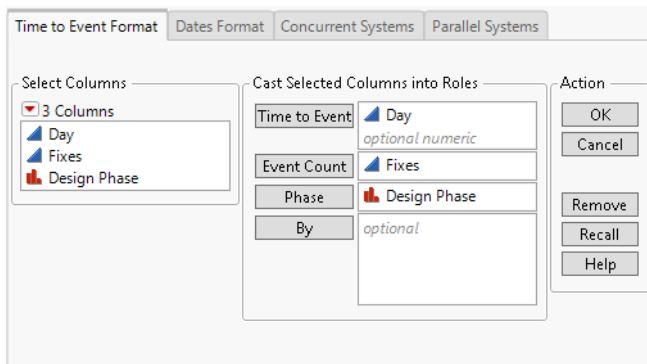 Time to Event Format Dates Format Concurrent Systems Parallel Systems
Select Columns
3 Columns
Day
Fixes
Design Phase
Cast Selected Columns into Roles
Time to Event Day
optional numeric
Event Count Fixes
Phase Design Phase
By optional
Action
OK
Cancel
Remove
Recall
Help